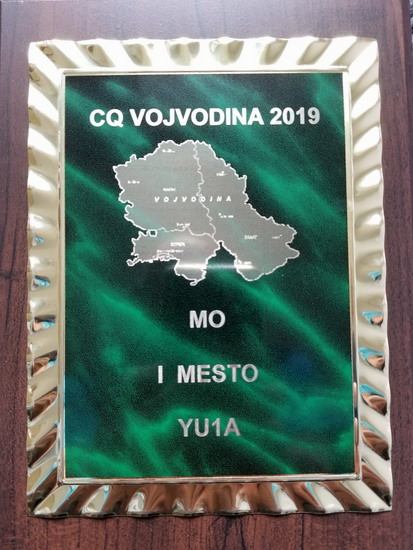 CQ VOJVODINA 2019
VOJVODINA
MO
I MESTO
YU1A